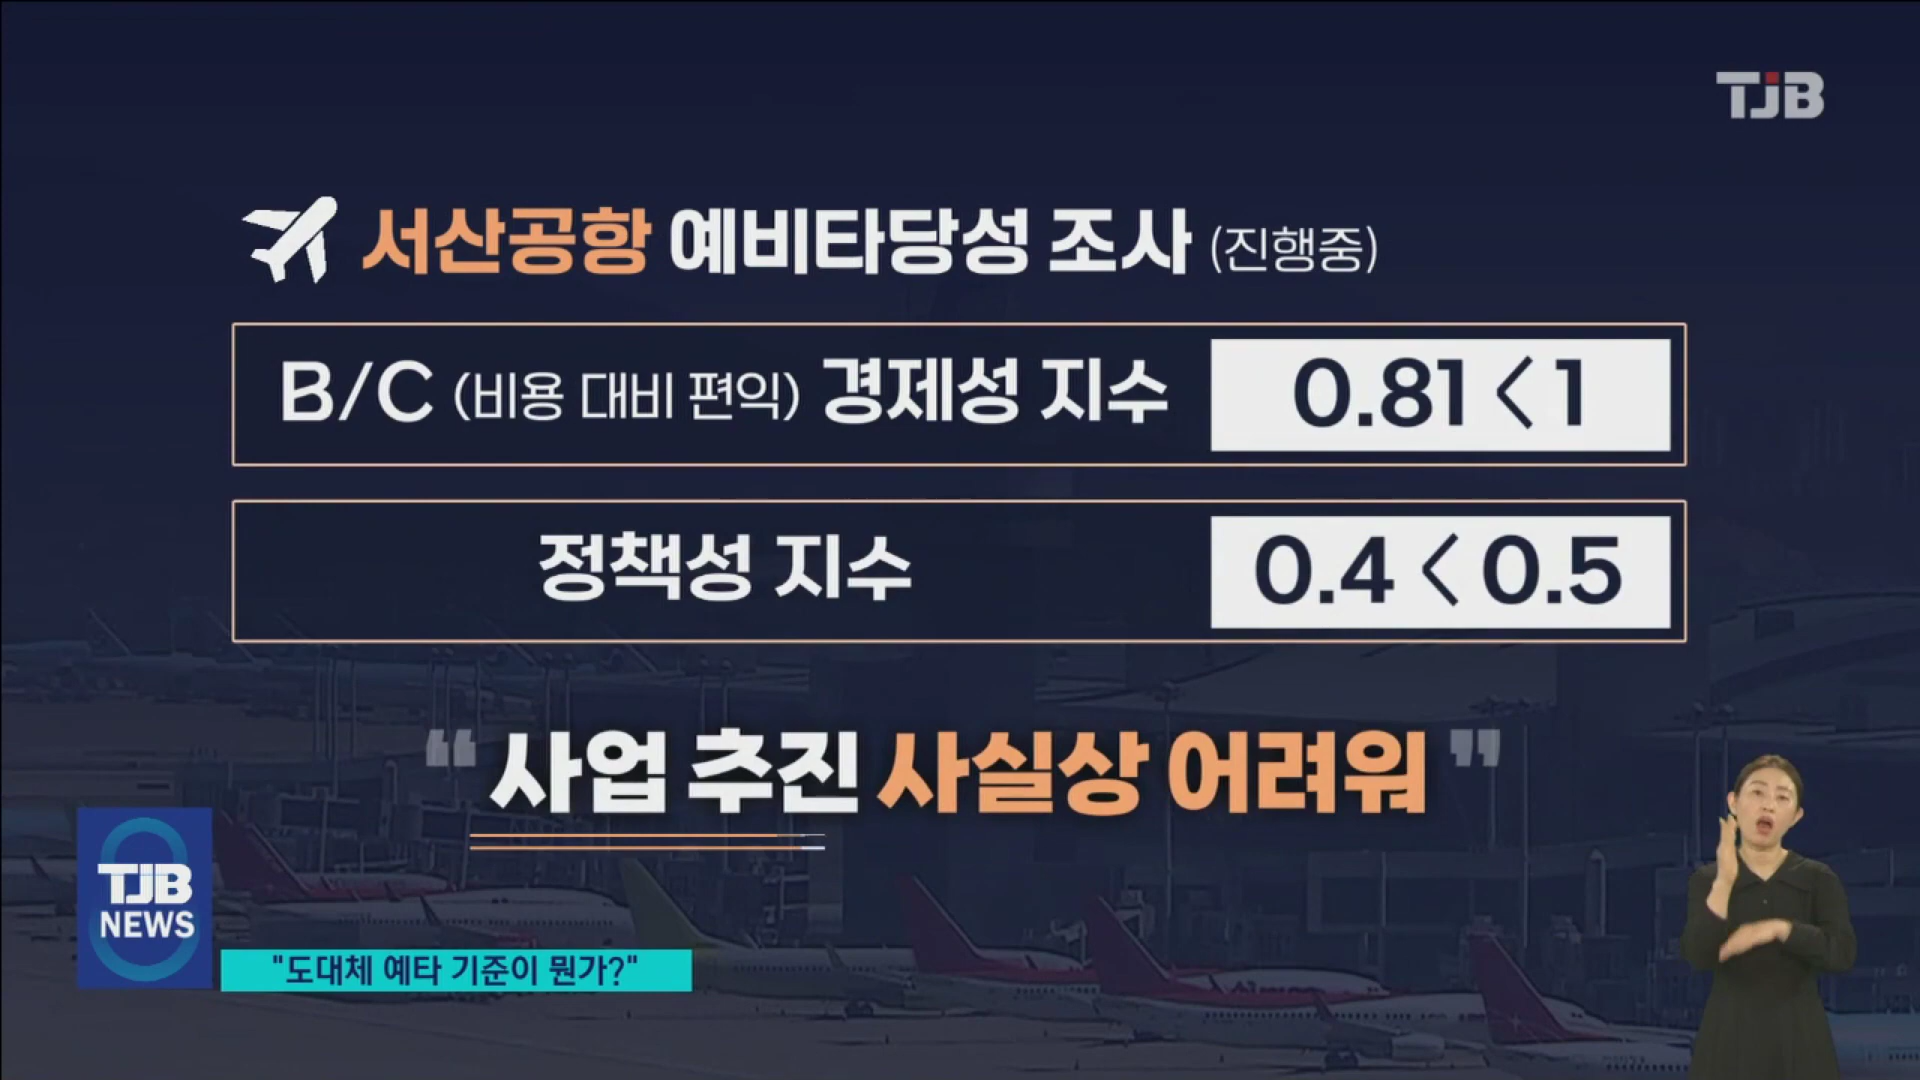 TJB
서산공항 예비타당성 조사 (진행중)
B/C (비용 대비 편익) 경제성 지수 0.81<1
정책성 지수 0.4<0.5
"사업 추진 사실상 어려워"
TJB
NEWS
"도대체 예타 기준이 뭔가?"